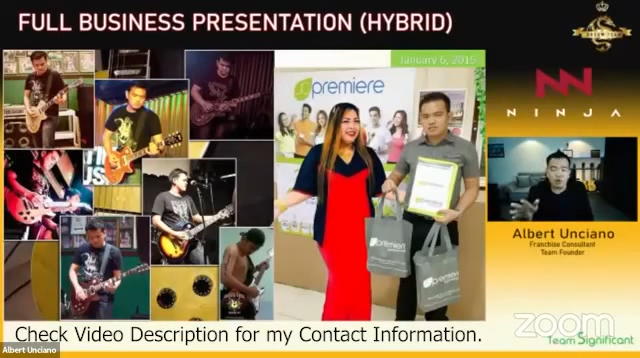 FULL BUSINESS PRESENTATION (HYBRID)
January 6, 2015
premiere
NINJA
Albert Unciano
Franchise Consultant
Team Founder
Check Video Description for my Contact Information.
zoom
Team Significant
Albert Unciano